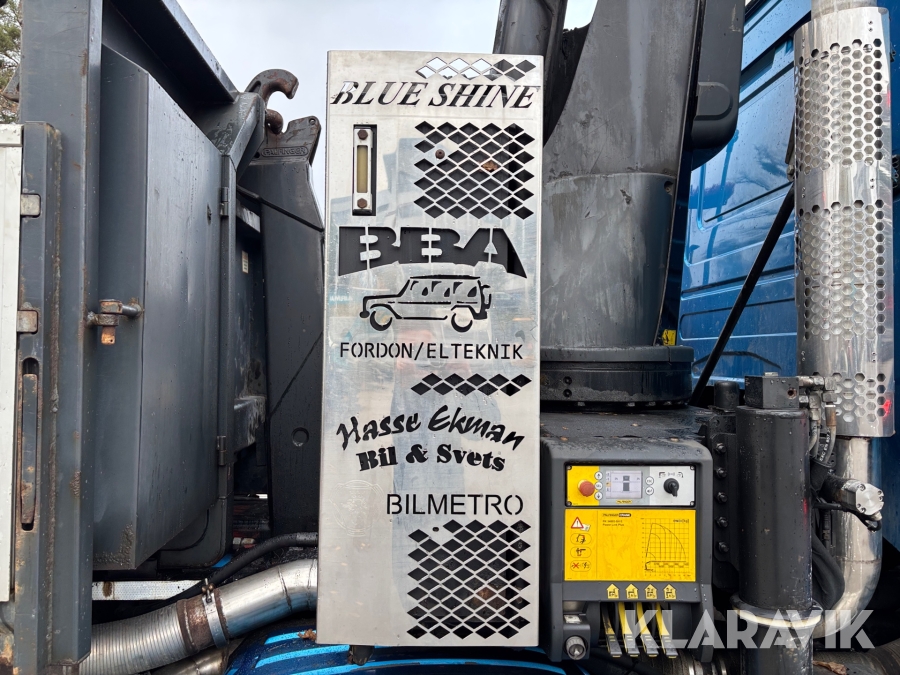 BLUE SHINE
BBA
FORDON/ELTEKNIK
Hasse Ekman
Bil & Svets
BILMETRO
KLARAVIK